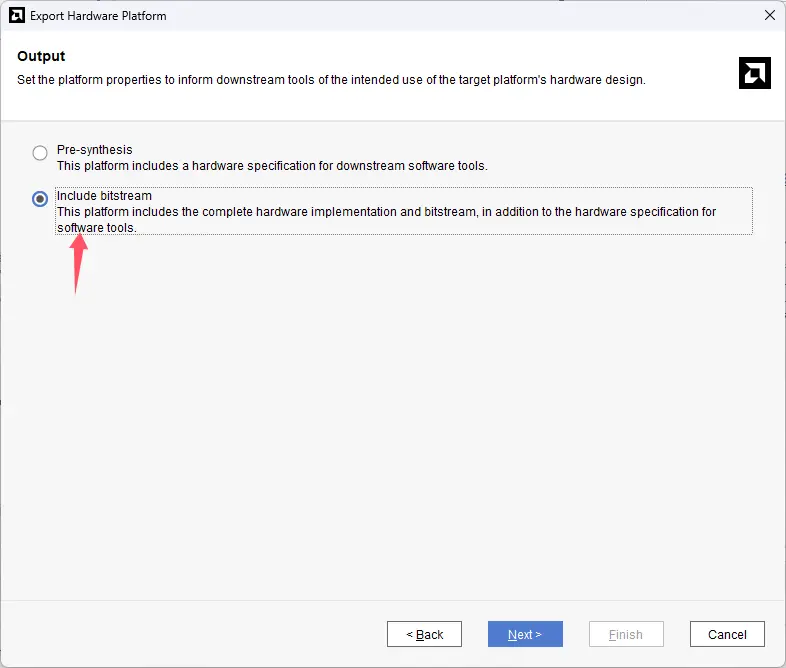 Export Hardware Platform
Output
Set the platform properties to inform downstream tools of the intended use of the target platform's hardware design.
Pre-synthesis
This platform includes a hardware specification for downstream software tools.
Include bitstream
This platform includes the complete hardware implementation and bitstream, in addition to the hardware specification for
software tools.
< Back
Next >
Finish
Cancel